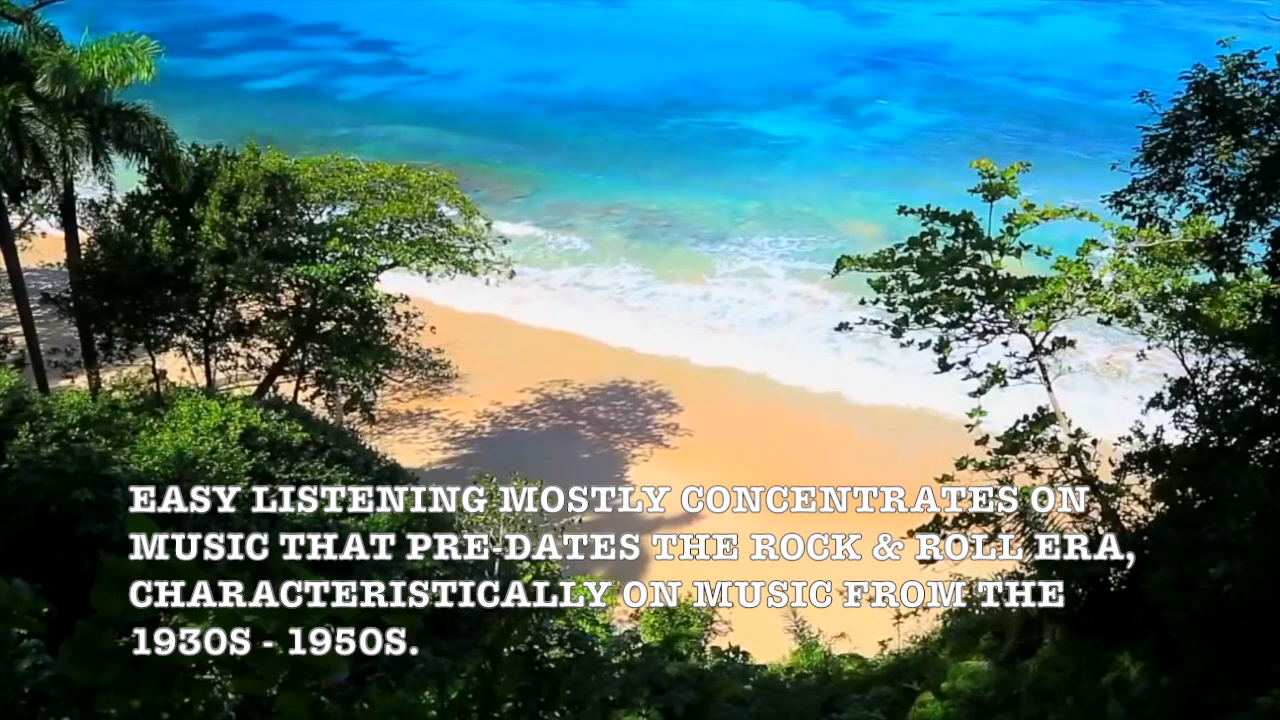 EASY LISTENING MOSTLY CONCENTRATES ON
MUSIC THAT PRE-DATES THE ROCK & ROLL ERA,
CHARACTERISTICALLY ON MUSIC FROM THE
1930S - 1950S.